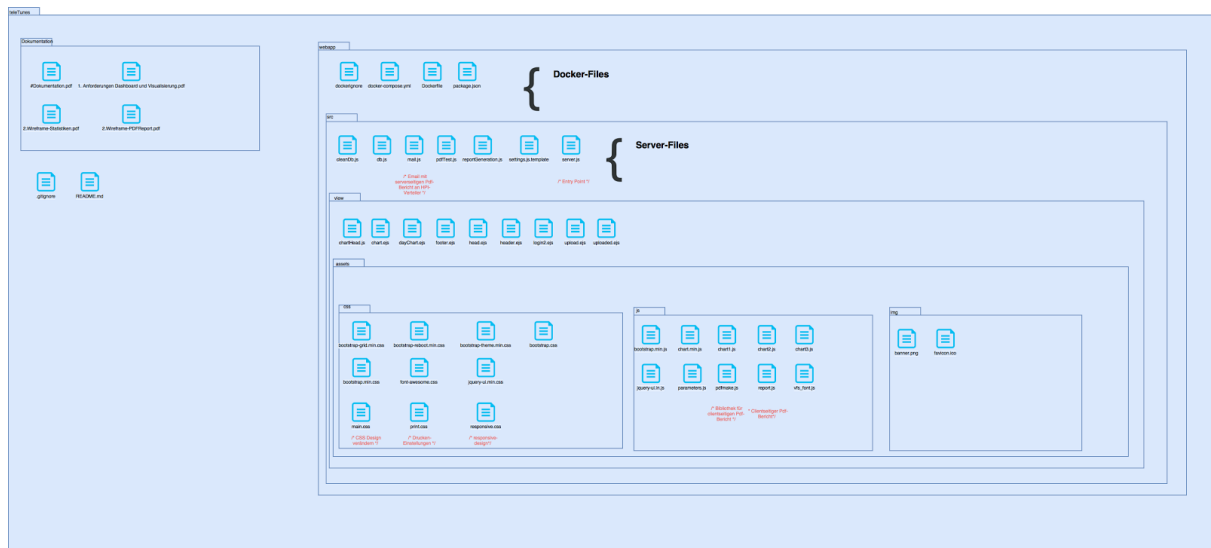 teleTunes
Dokumentation
#Dokumentation.pdf 1. Anforderungen Dashboard und Visualisierung.pdf
2.Wireframe-Statistiken.pdf 2.Wireframe-PDFReport.pdf
.gitignore README.md
webapp
dockerignore docker-compose.yml Dockerfile package.json
{ Docker-Files
src
cleanDb.js db.js mail.js pdfTest.js reportGeneration.js settings.js.template server.js
{ Server-Files
/* Email mit
serverseitigen Pdf-
Bericht an HPI-
Verteiler */
/* Entry Point */
view
chartHead.js chart.ejs dayChart.ejs footer.ejs head.ejs header.ejs login2.ejs upload.ejs uploaded.ejs
assets
css
bootstrap-grid.min.css bootstrap-reboot.min.css bootstrap-theme.min.css bootstrap.css
bootstrap.min.css font-awesome.css jquery-ui.min.css
main.css print.css responsive.css
/* CSS Design
verändern */
/* Drucken-
Einstellungen */
/* responsive
design*/
js
bootstrap.min.js chart.min.js chart1.js chart2.js chart3.js
jquery-ui.in.js parameters.js pdfmake.js report.js vfs_font.js
/* Bibliothek für
clientseitigen Pdf-
Bericht */
* Clientseitiger Pdf-
Bericht*/
img
banner.png favicon.ico